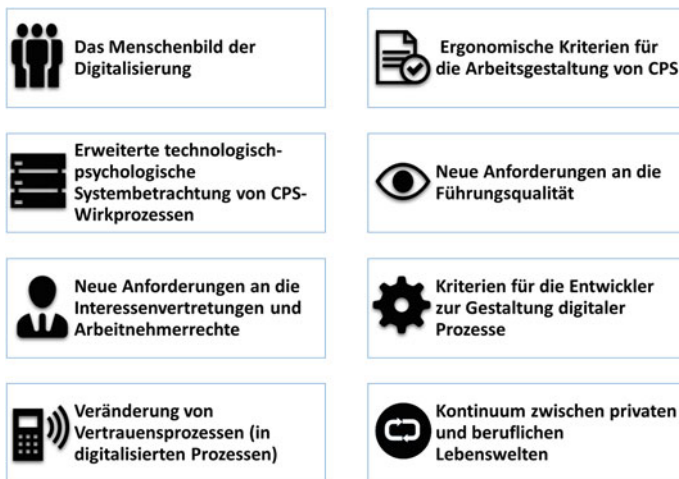 Das Menschenbild der
Digitalisierung
Ergonomische Kriterien für
die Arbeitsgestaltung von CPS
Erweiterte technologisch-
psychologische
Systembetrachtung von CPS-
Wirkprozessen
Neue Anforderungen an die
Führungsqualität
Neue Anforderungen an die
Interessenvertretungen und
Arbeitnehmerrechte
Kriterien für die Entwickler
zur Gestaltung digitaler
Prozesse
Veränderung von
Vertrauensprozessen (in
digitalisierten Prozessen)
Kontinuum zwischen privaten
und beruflichen
Lebenswelten